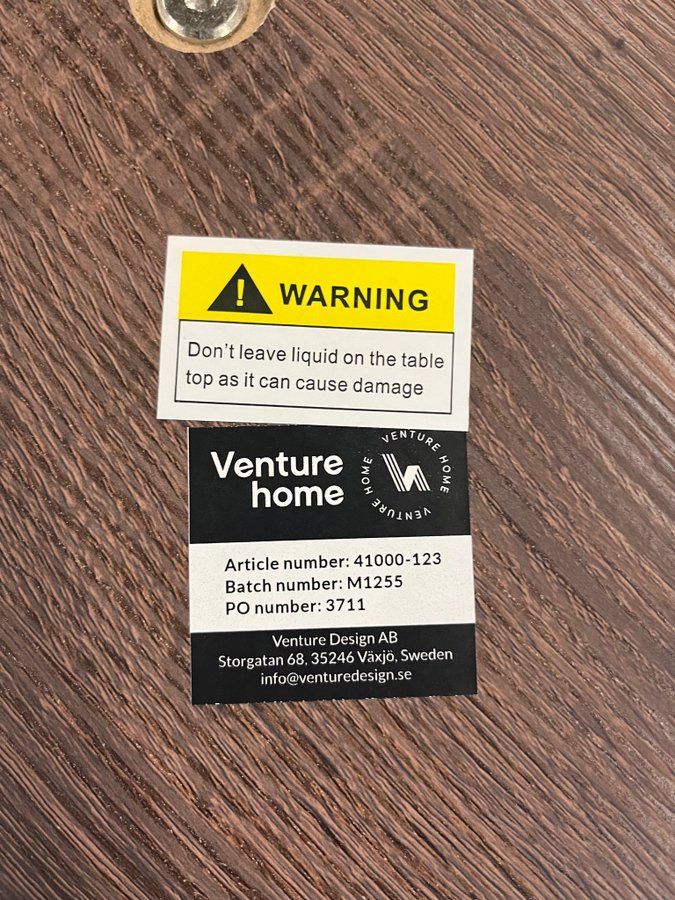 ! WARNING
Don't leave liquid on the table
top as it can cause damage
Venture
home
VENTURE HOME VENTURE HOME
Article number: 41000-123
Batch number: M1255
PO number: 3711
Venture Design AB
Storgatan 68, 35246 Växjö, Sweden
info@venturedesign.se